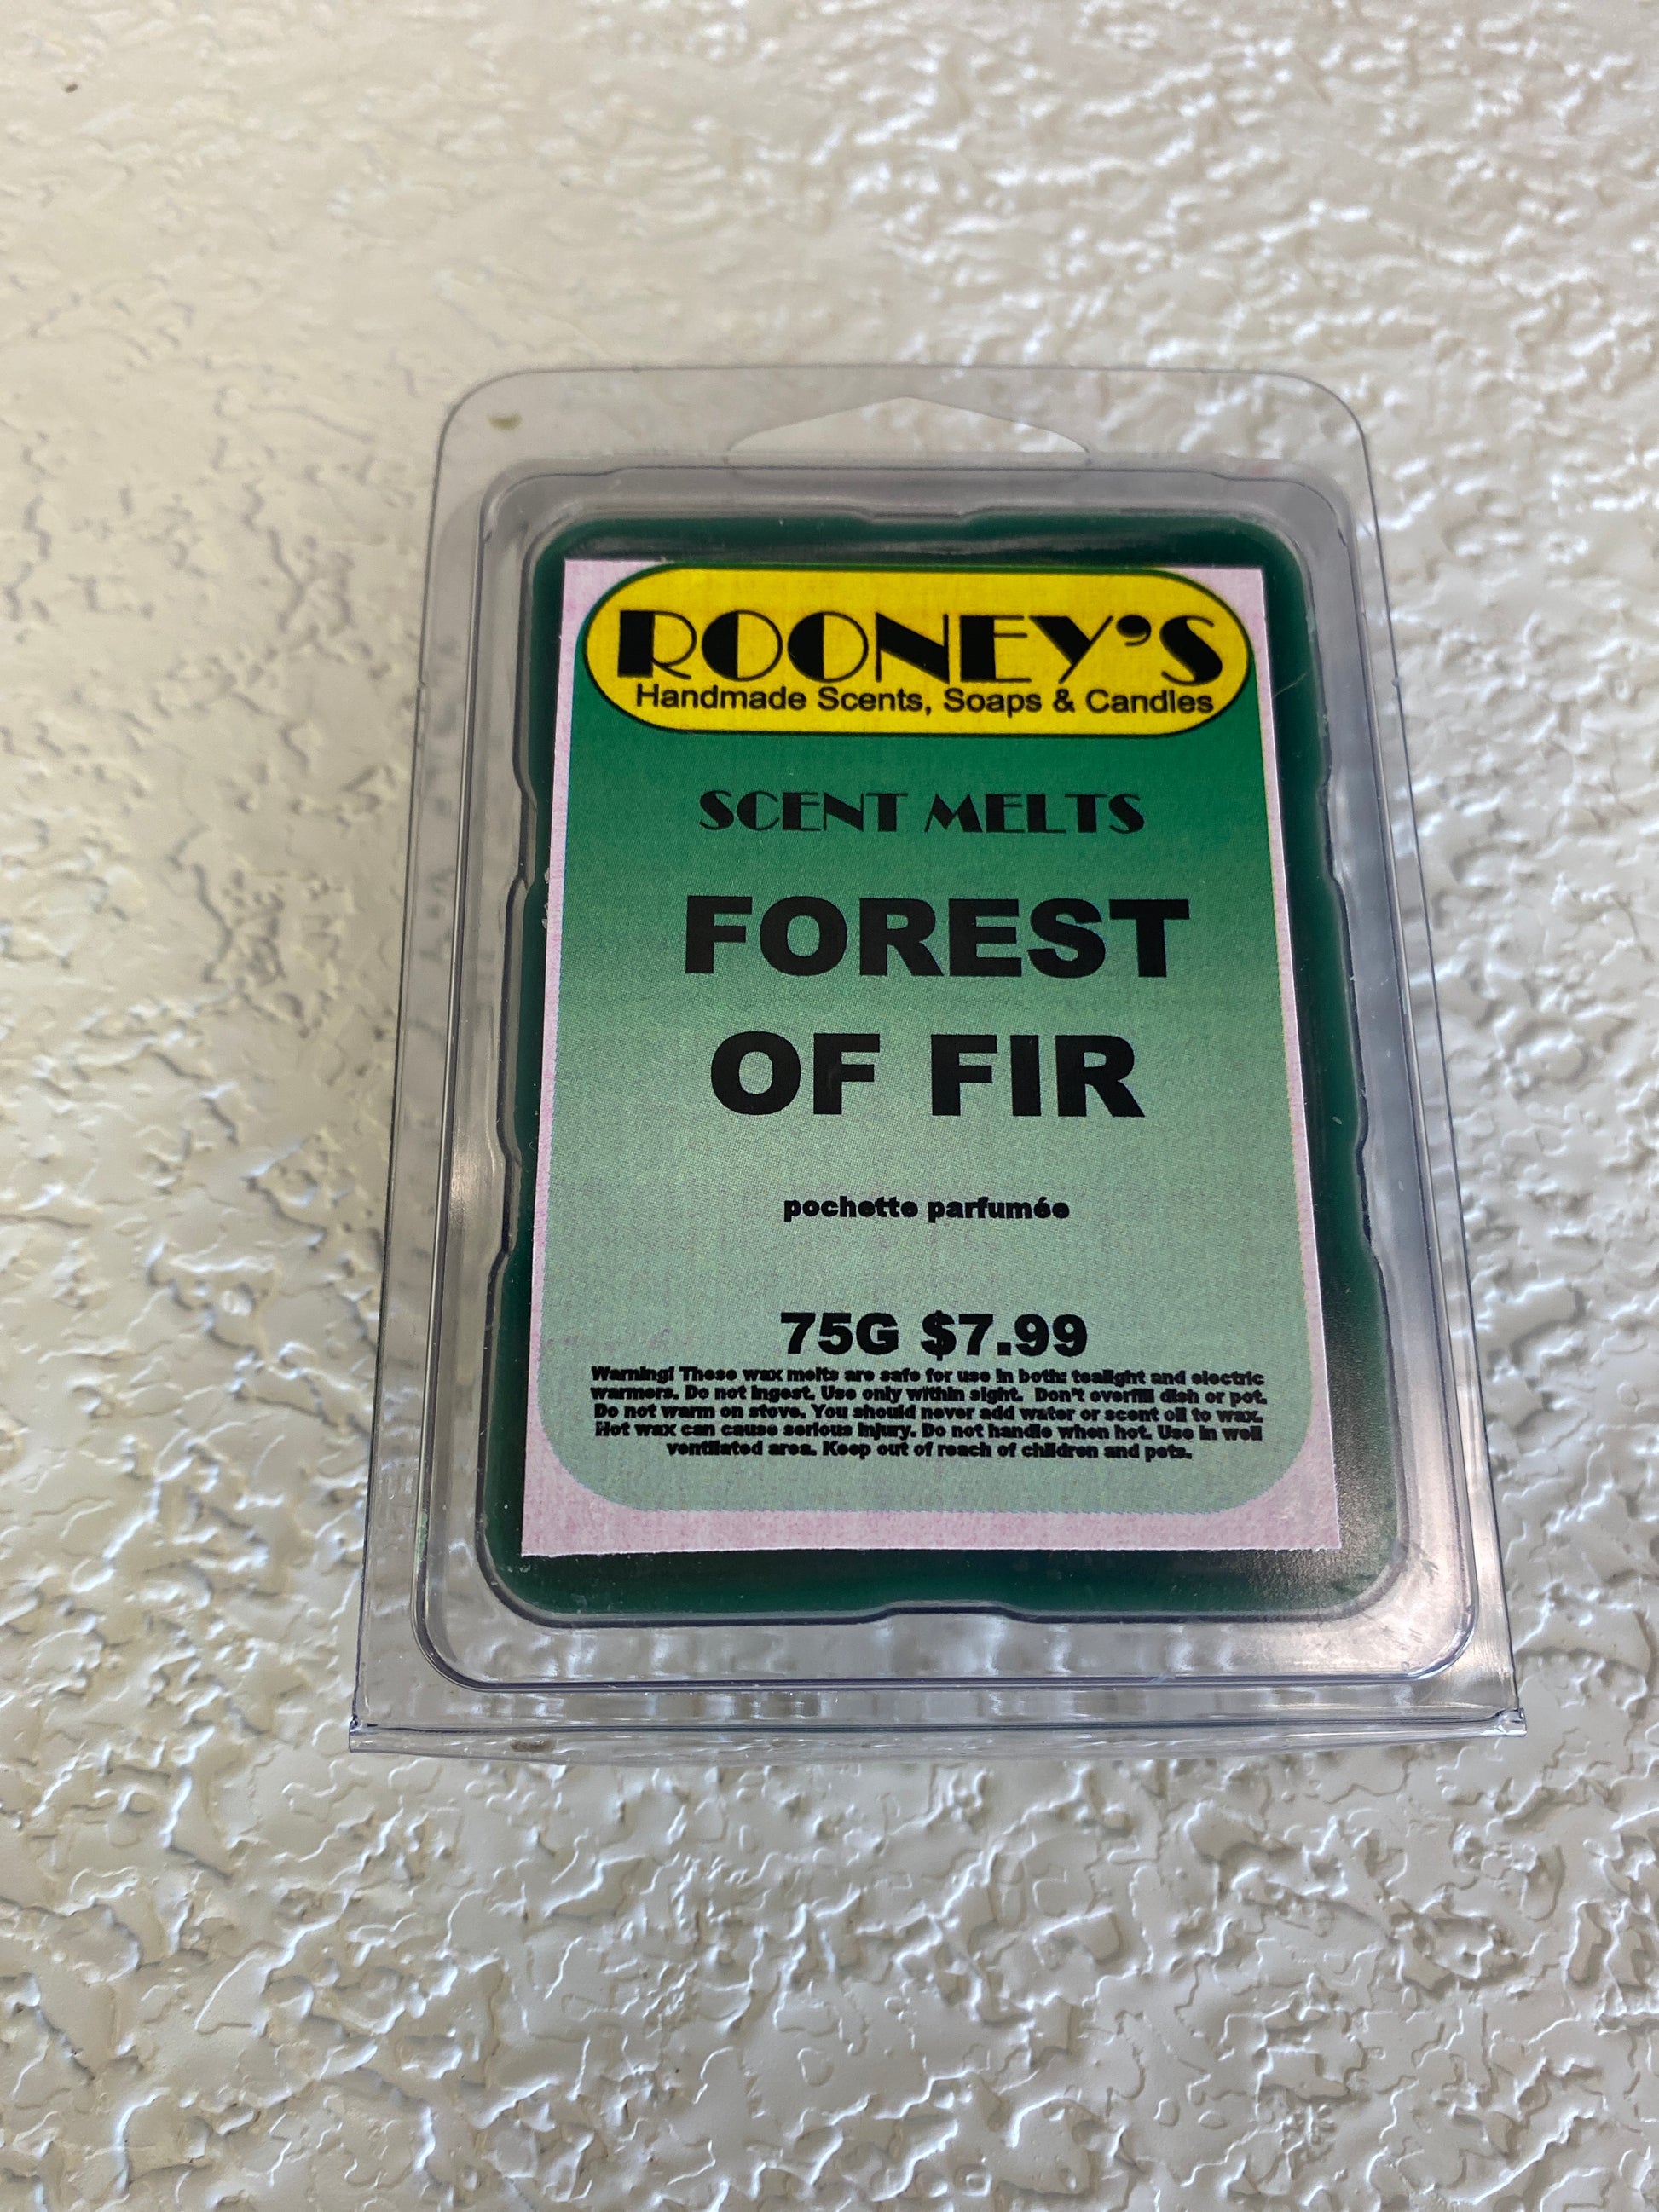 ROONEY'S
Handmade Scents, Soaps & Candles
SCENT MELTS
FOREST
OF FIR
pochette parfumée
75G $7.99
Warning! These wax melts are safe for use in both: tealight and electric
warmers. Do not ingest. Use only within sight. Don't overfill dish or pot.
Do not warm on stove. You should never add water or scent oil to wax.
Hot wax can cause serious injury. Do not handle when hot. Use in well
ventilated area. Keep out of reach of children and pets.